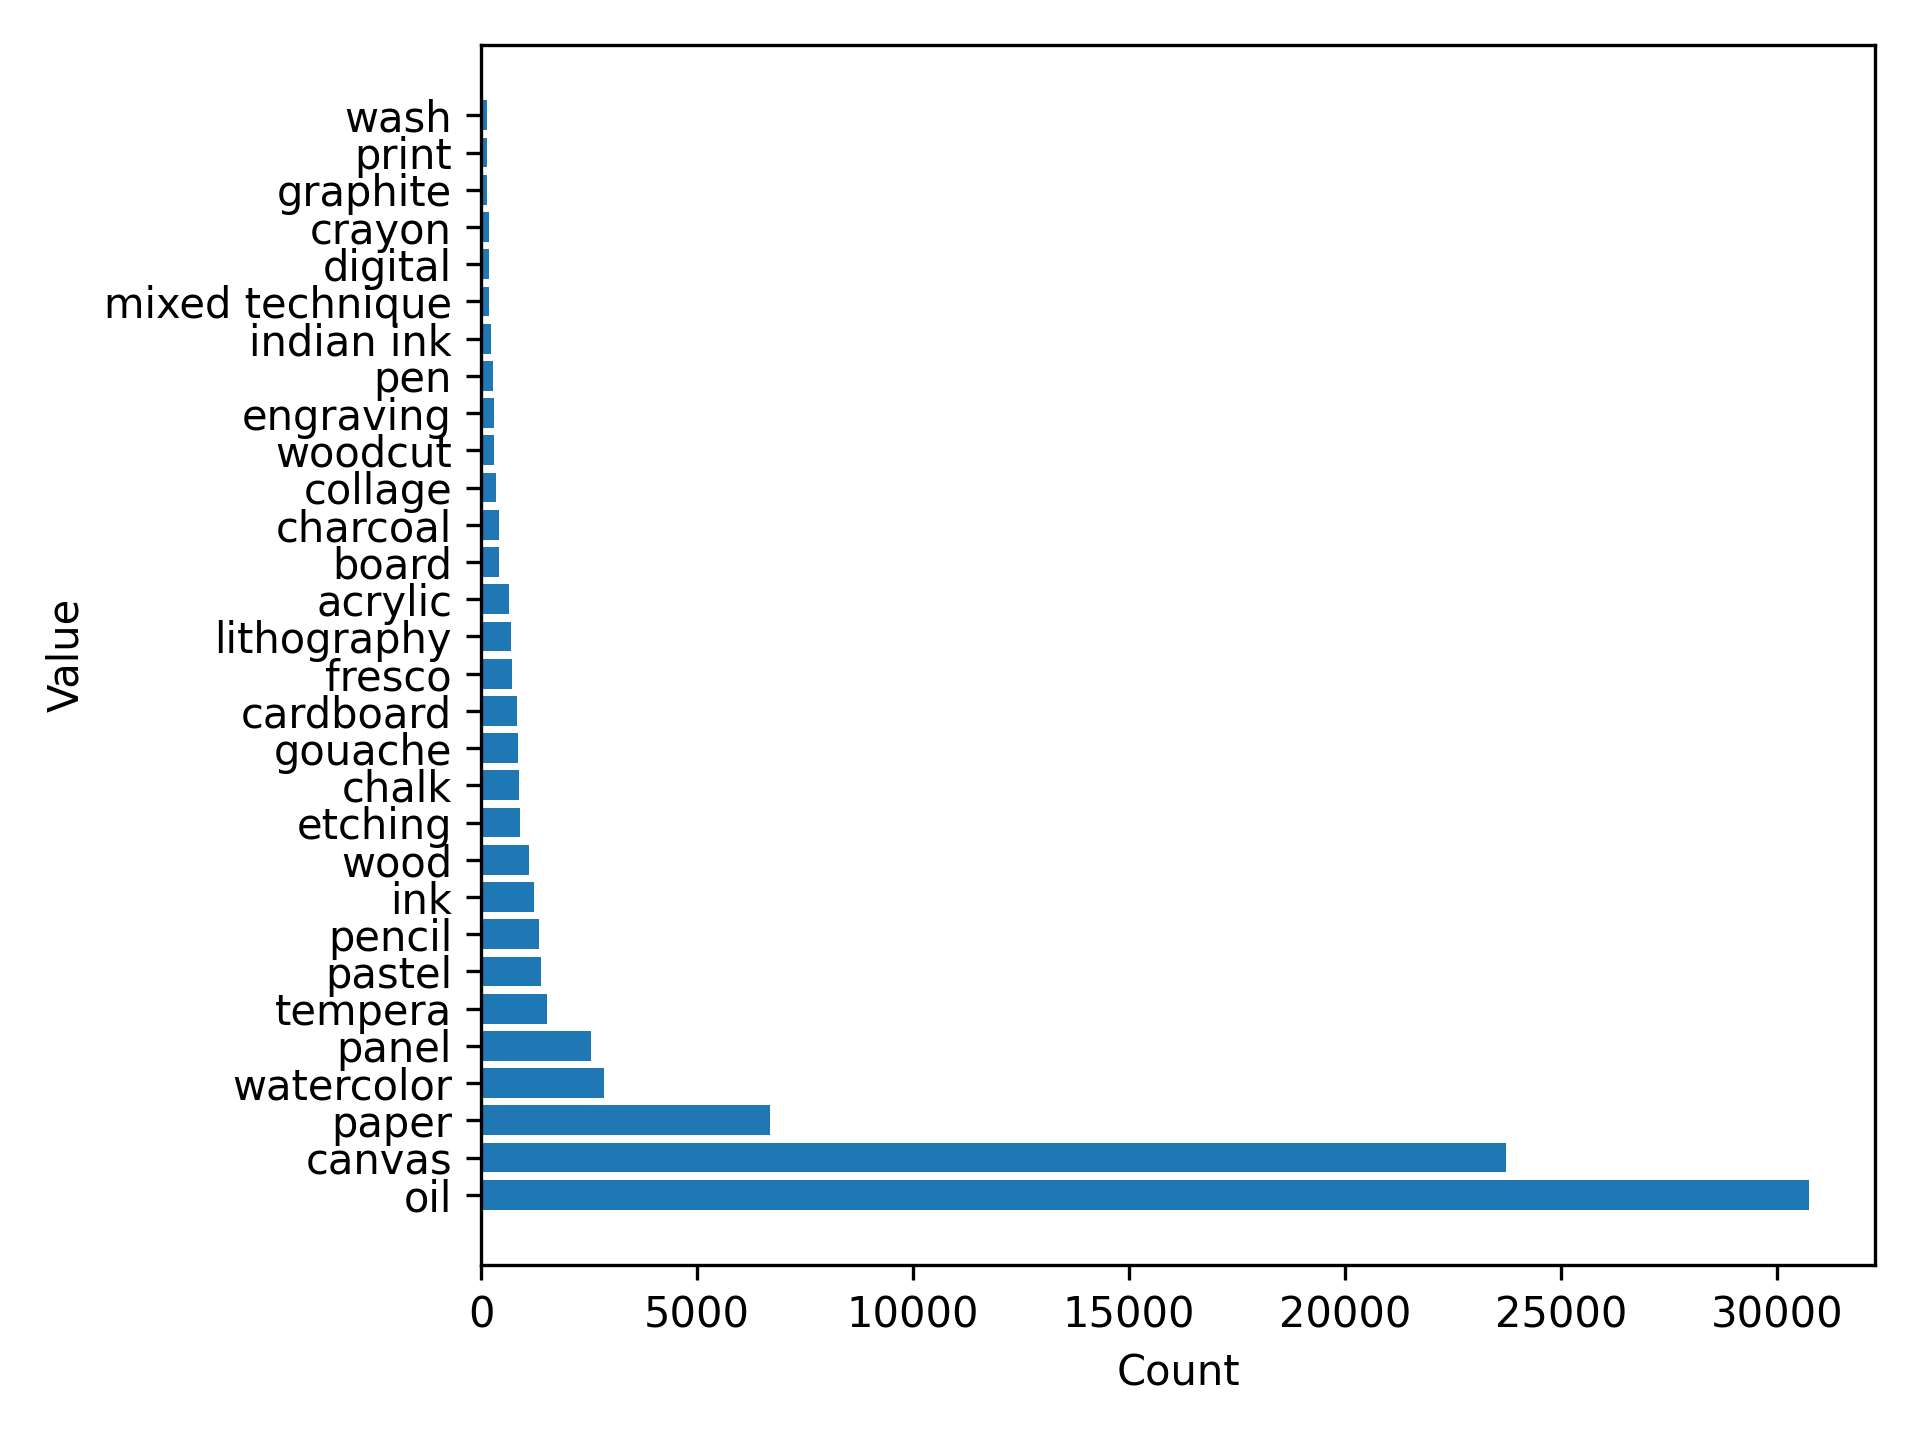 wash
print
graphite
crayon
digital
mixed technique
indian ink
pen
engraving
woodcut
collage
charcoal
board
acrylic
lithography
fresco
cardboard
gouache
chalk
etching
wood
ink
pencil
pastel
tempera
panel
watercolor
paper
canvas
oil
Value
0 5000 10000 15000 20000 25000 30000
Count